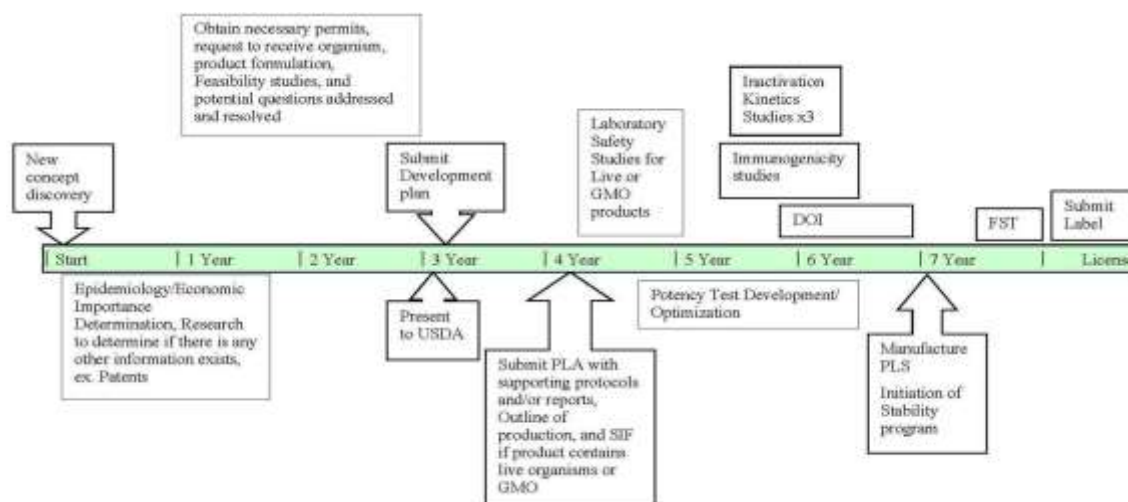 Obtain necessary permits,
request to receive organism,
product formulation,
Feasibility studies, and
potential questions addressed
and resolved
New
concept
discovery
Submit
Development
plan
Laboratory
Safety
Studies for
Live or
GMO
products
Inactivation
Kinetics
Studies x3
Immunogenicity
studies
DOI
FST
Submit
Label
Start
1 Year
2 Year
3 Year
4 Year
5 Year
6 Year
7 Year
License
Epidemiology/Economic
Importance
Determination, Research
to determine if there is any
other information exists,
ex. Patents
Present
to USDA
Submit PLA with
supporting protocols
and/or reports,
Outline of
production, and SIF
if product contains
live organisms or
GMO
Potency Test Development/
Optimization
Manufacture
PLS
Initiation of
Stability
program